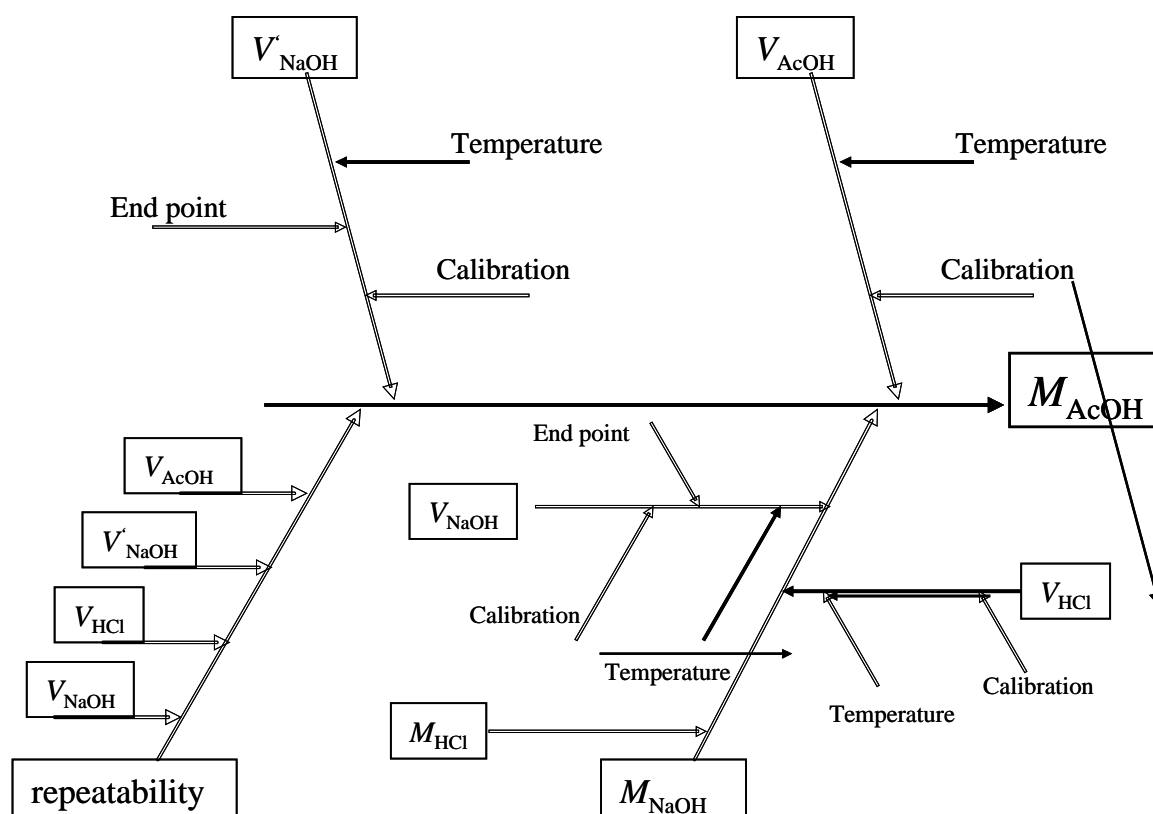 V‘NaOH
VAcOH
Temperature
Temperature
End point
Calibration
Calibration
MAcOH
End point
VAcOH
VNaOH
V‘NaOH
VHCl
VHCl
Calibration
Temperature
Calibration
VNaOH
Temperature
MHCl
repeatability
MNaOH